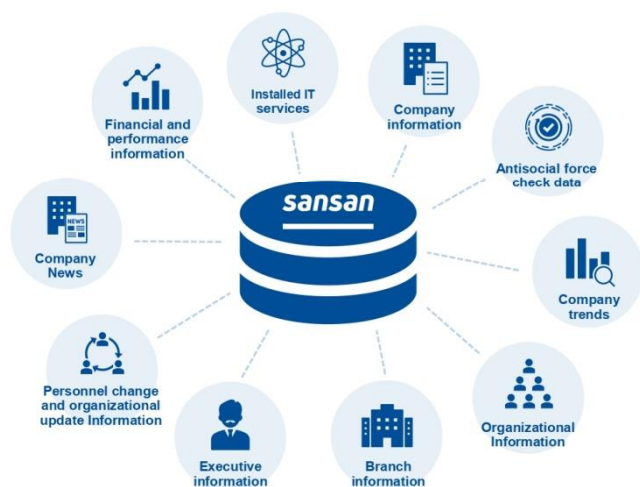 Installed IT
services
Company
information
Financial and
performance
information
Antisocial force
check data
sansan
NEWS
Company
News
Company
trends
Personnel change
and organizational
update Information
Organizational
Information
Executive
information
Branch
information